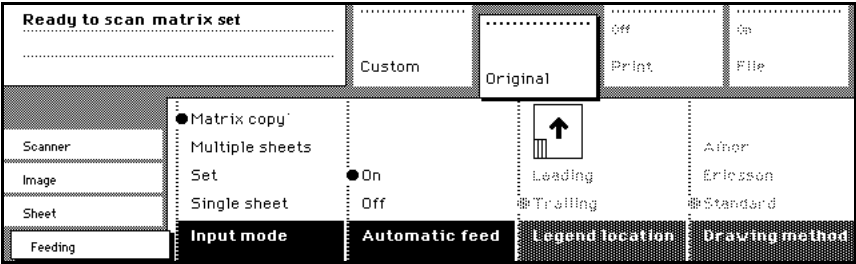 Ready to scan matrix set
Custom
Original
Off
Print
On
File
Scanner
Image
Sheet
Feeding
Matrix copy
Multiple sheets
Set
Single sheet
Input mode
On
Off
Automatic feed
Leading
Trailing
Legend location
Afnor
Ericsson
Standard
Drawing method